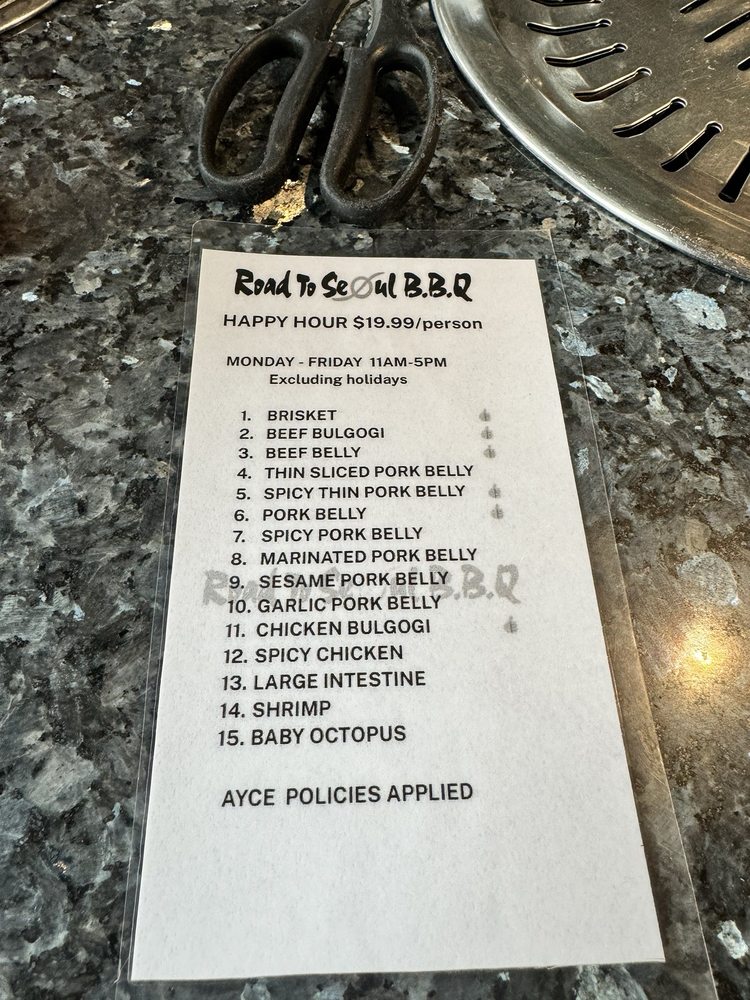 Road To Seoul B.B.Q
HAPPY HOUR $19.99/person
MONDAY - FRIDAY 11AM-5PM
Excluding holidays
1. BRISKET
2. BEEF BULGOGI
3. BEEF BELLY
4. THIN SLICED PORK BELLY
5. SPICY THIN PORK BELLY
6. PORK BELLY
7. SPICY PORK BELLY
8. MARINATED PORK BELLY
9. SESAME PORK BELLY
Road To Seoul B.B.Q
10. GARLIC PORK BELLY
11. CHICKEN BULGOGI
12. SPICY CHICKEN
13. LARGE INTESTINE
14. SHRIMP
15. BABY OCTOPUS
AYCE POLICIES APPLIED